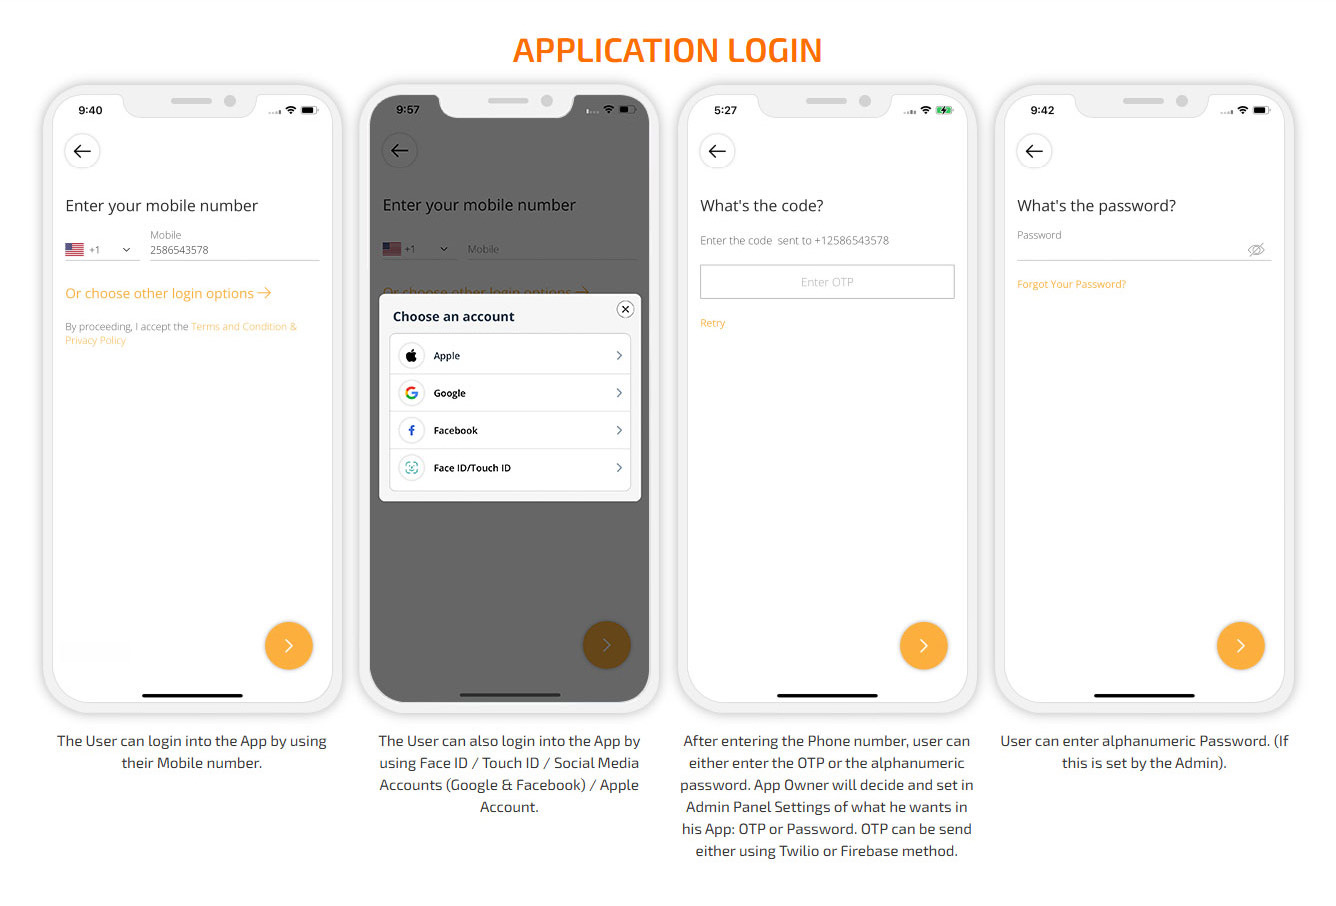 APPLICATION LOGIN
9:40
Enter your mobile number
Mobile
+1
2586543578
Or choose other login options →
By proceeding, I accept the Terms and Condition &
Privacy Policy
The User can login into the App by using
their Mobile number.
9:57
Enter your mobile number
+1
Mobile
Or choose other login options →
Choose an account
Apple
Google
Facebook
Face ID/Touch ID
The User can also login into the App by
using Face ID / Touch ID / Social Media
Accounts (Google & Facebook) / Apple
Account.
5:27
What's the code?
Enter the code sent to +12586543578
Enter OTP
Retry
After entering the Phone number, user can
either enter the OTP or the alphanumeric
password. App Owner will decide and set in
Admin Panel Settings of what he wants in
his App: OTP or Password. OTP can be send
either using Twilio or Firebase method.
9:42
What's the password?
Password
Forgot Your Password?
User can enter alphanumeric Password. (If
this is set by the Admin).